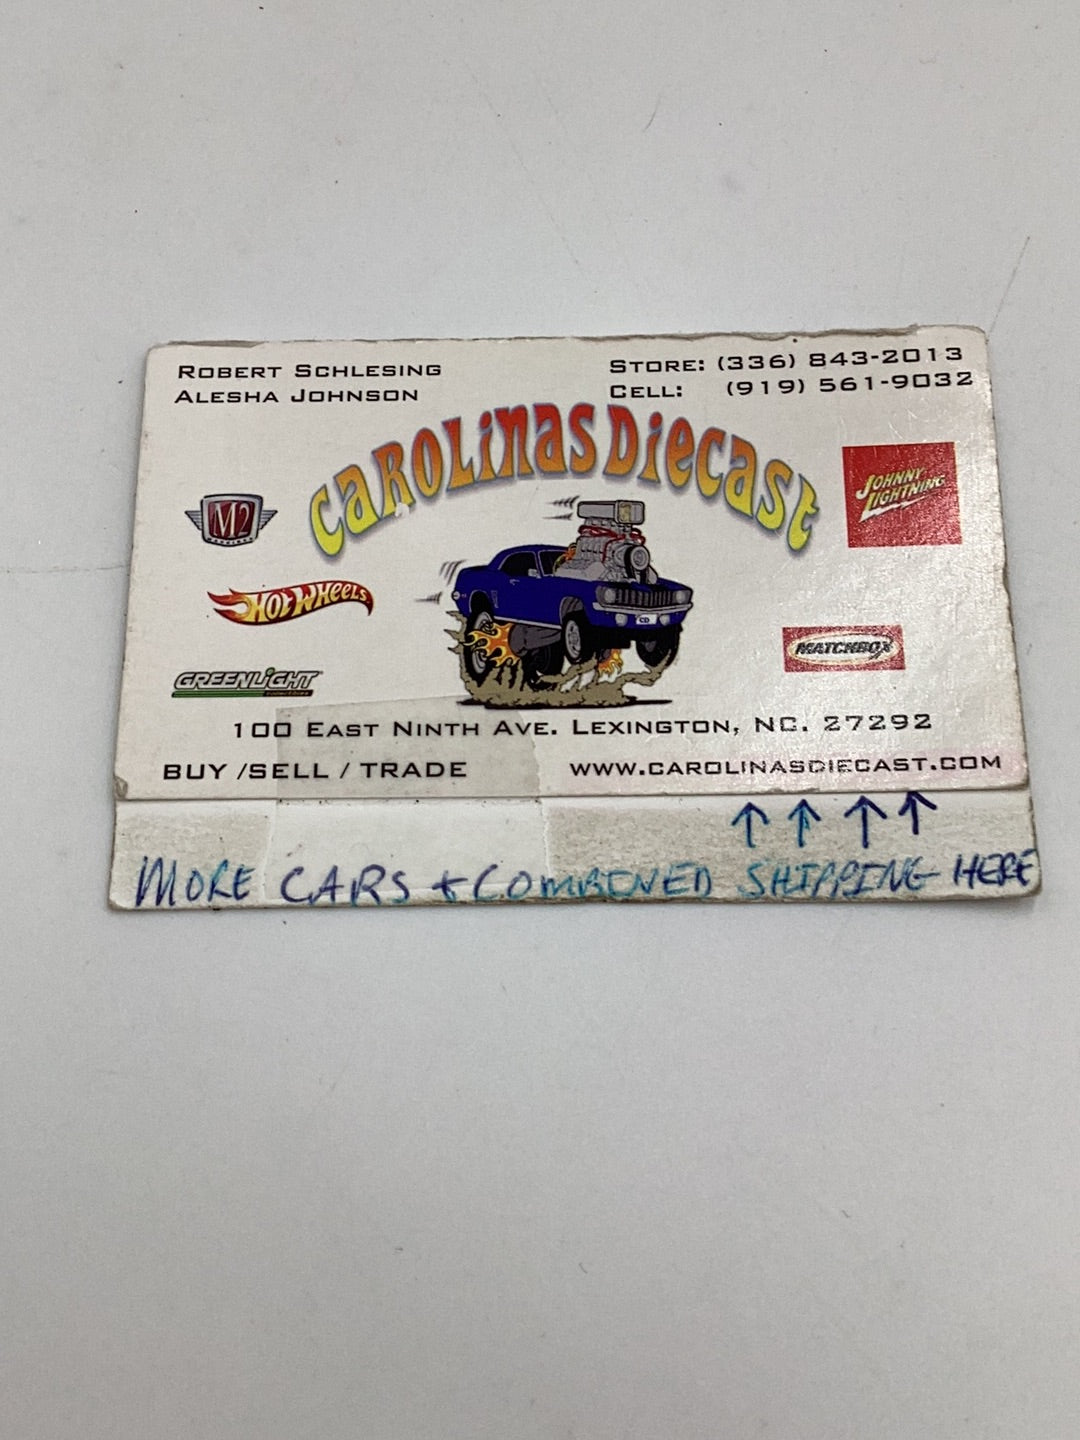 ROBERT SCHLESING
ALESHA JOHNSON
STORE: (336) 843-2013
CELL: (919) 561-9032
CAROLINAS DIECAST
M2
JOHNNY
LIGHTNING
HOT WHEELS
CD
MATCHBOX
GREENLIGHT
100 EAST NINTH AVE. LEXINGTON, NC. 27292
BUY /SELL / TRADE
WWW.CAROLINASDIECAST.COM
↑ ↑ ↑ ↑
MORE CARS + COMBINED SHIPPING HERE